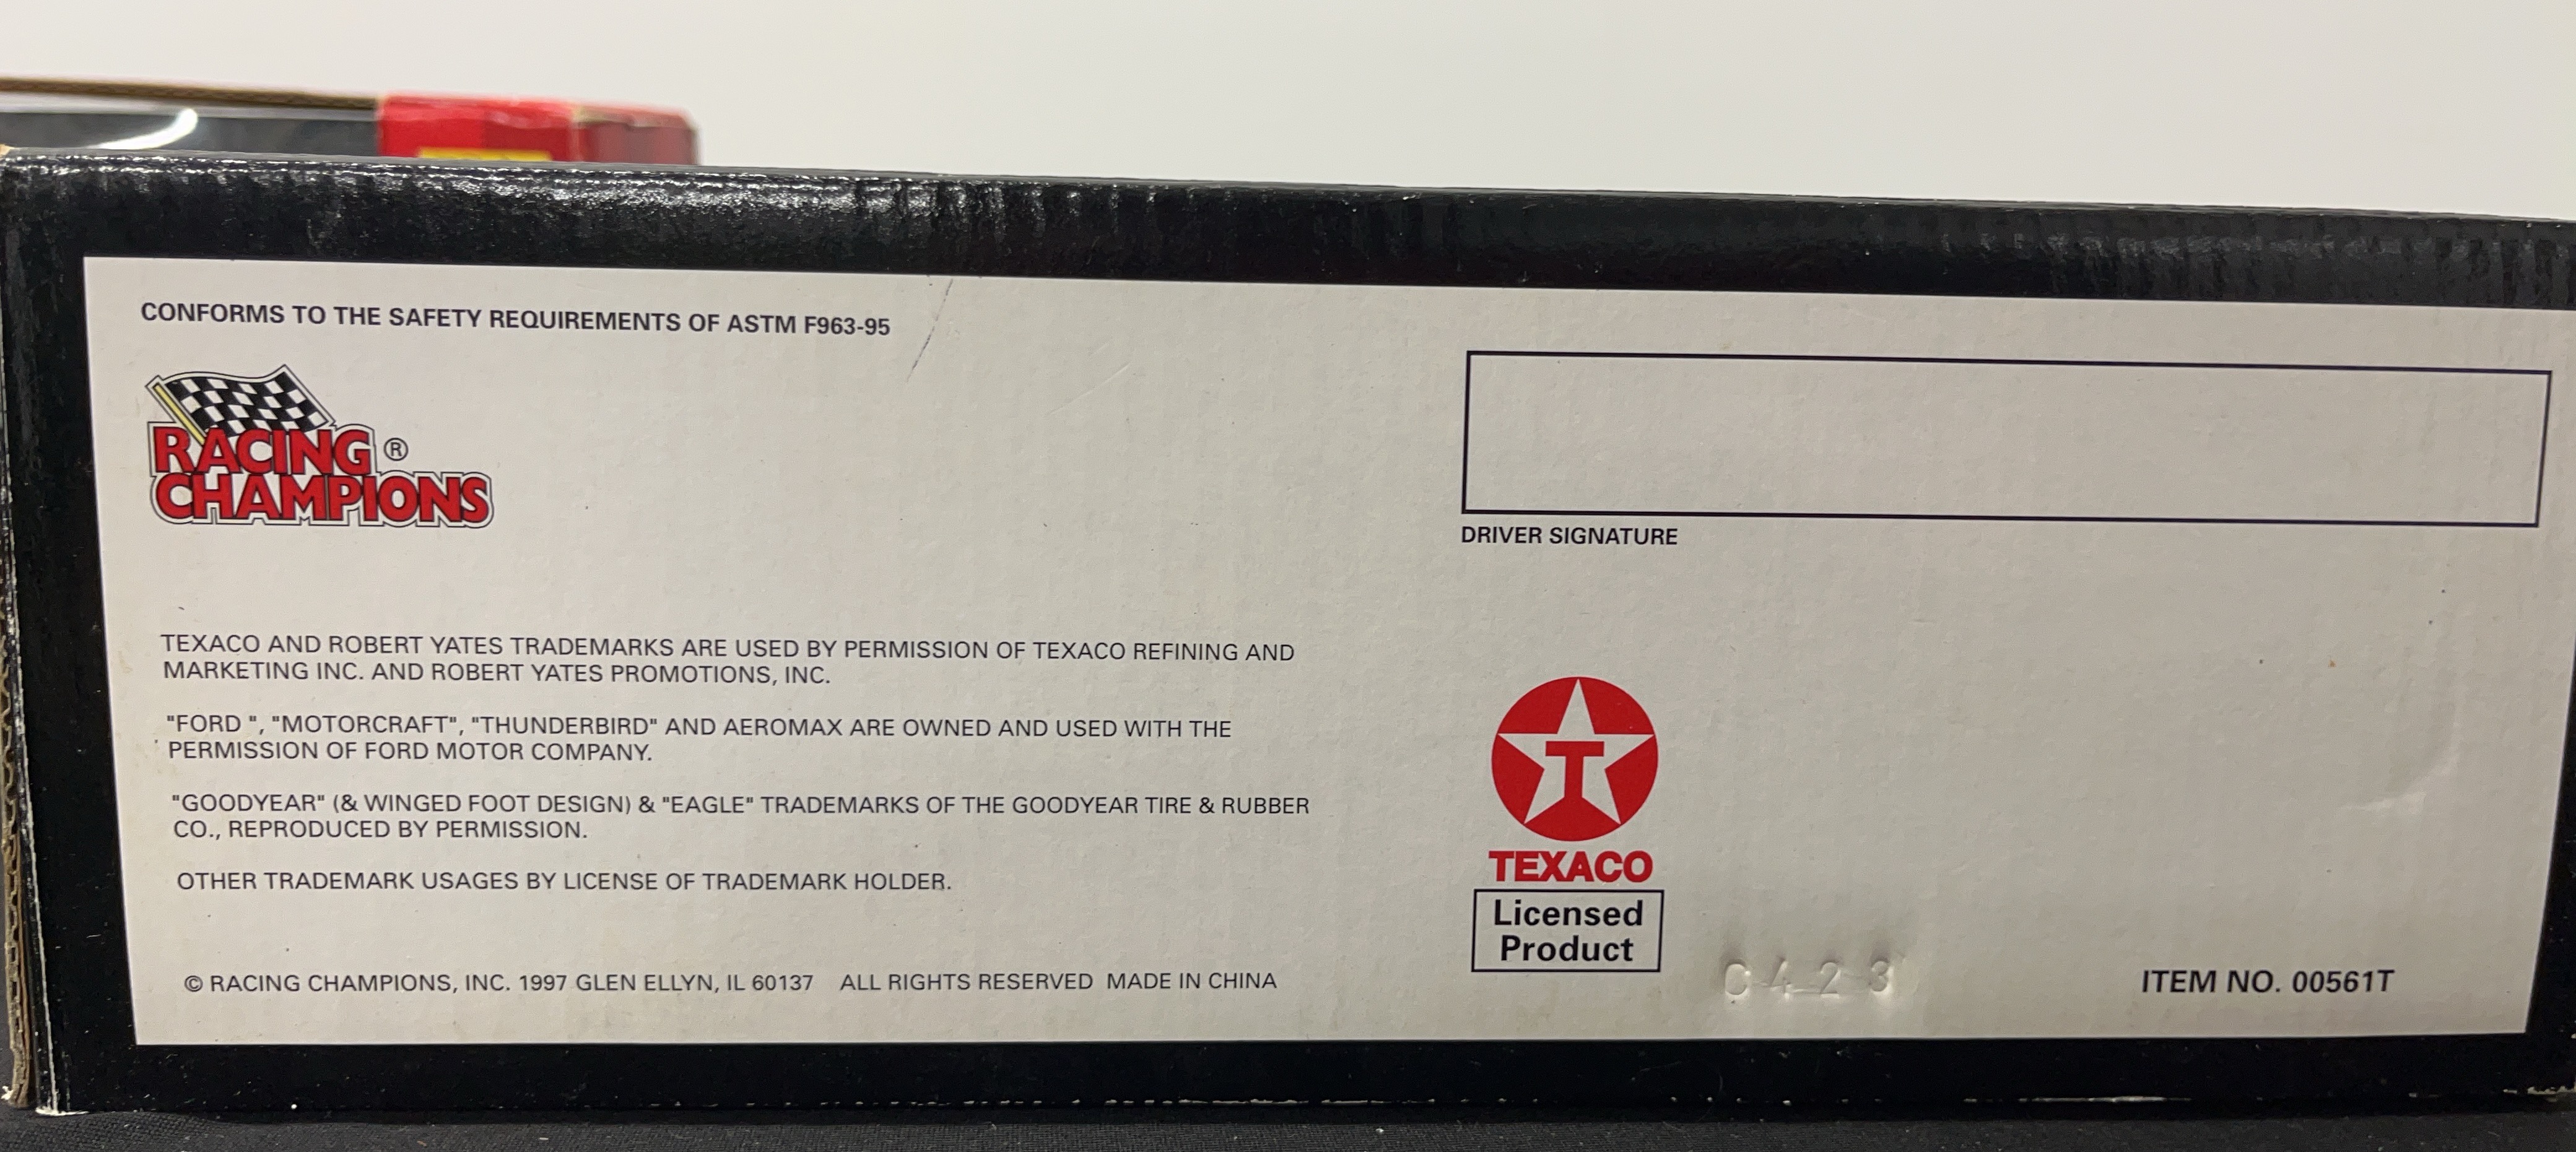 CONFORMS TO THE SAFETY REQUIREMENTS OF ASTM F963-95
RACING ®
CHAMPIONS
DRIVER SIGNATURE
TEXACO AND ROBERT YATES TRADEMARKS ARE USED BY PERMISSION OF TEXACO REFINING AND
MARKETING INC. AND ROBERT YATES PROMOTIONS, INC.
"FORD ", "MOTORCRAFT", "THUNDERBIRD" AND AEROMAX ARE OWNED AND USED WITH THE
PERMISSION OF FORD MOTOR COMPANY.
"GOODYEAR" (& WINGED FOOT DESIGN) & "EAGLE" TRADEMARKS OF THE GOODYEAR TIRE & RUBBER
CO., REPRODUCED BY PERMISSION.
OTHER TRADEMARK USAGES BY LICENSE OF TRADEMARK HOLDER.
© RACING CHAMPIONS, INC. 1997 GLEN ELLYN, IL 60137 ALL RIGHTS RESERVED MADE IN CHINA
T
TEXACO
Licensed
Product
C423
ITEM NO. 00561T